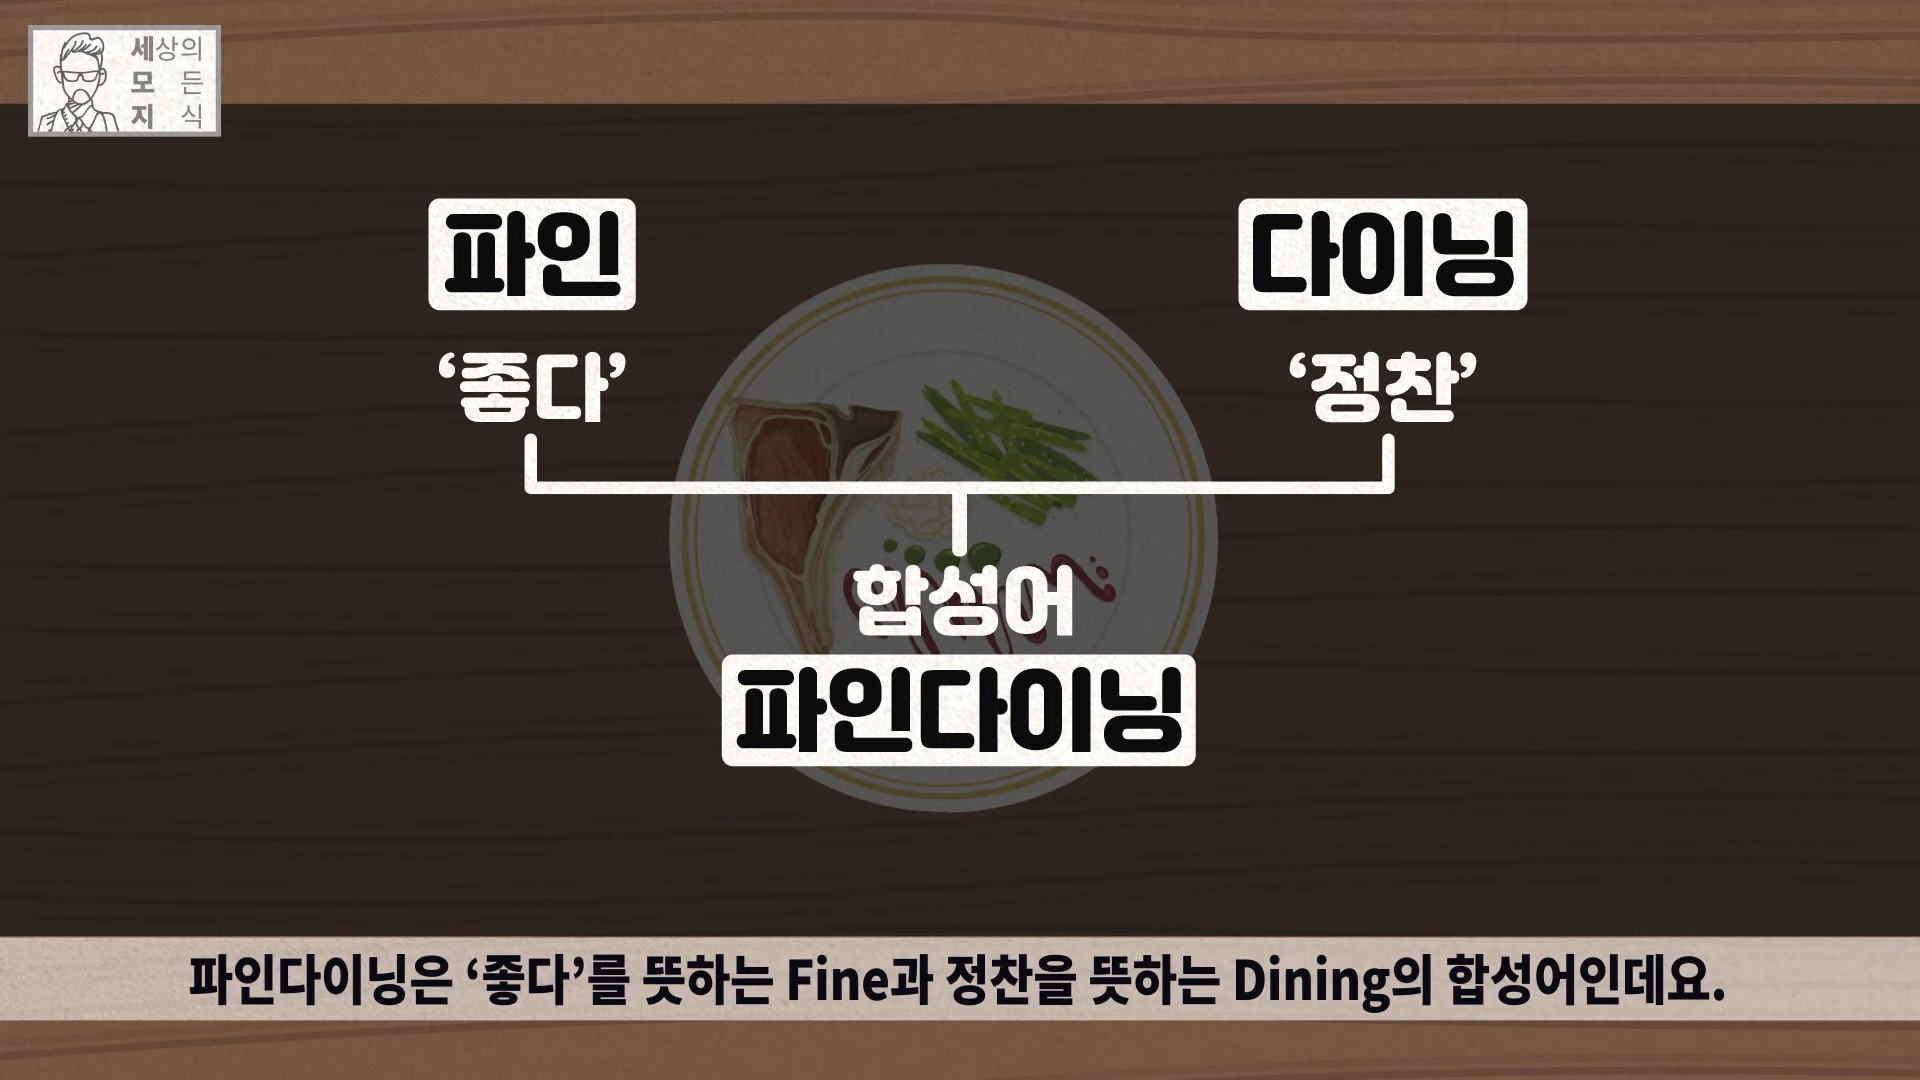 세상의
모든
지식
파인
다이닝
‘좋다’
‘정찬’
합성어
파인다이닝
파인다이닝은 ‘좋다’를 뜻하는 Fine과 정찬을 뜻하는 Dining의 합성어인데요.